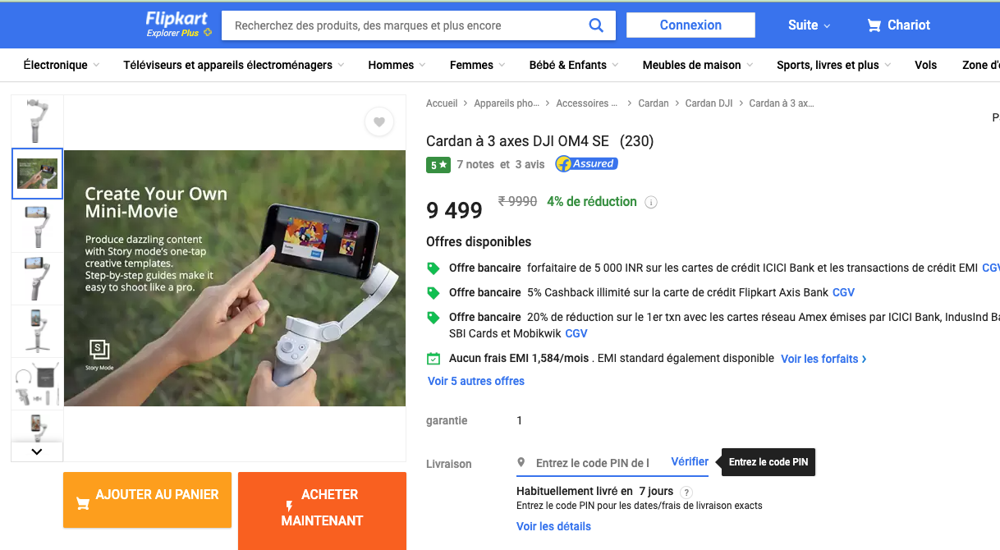 Flipkart
Explorer Plus
Recherchez des produits, des marques et plus encore
Connexion
Suite
Chariot
Électronique
Téléviseurs et appareils électroménagers
Hommes
Femmes
Bébé & Enfants
Meubles de maison
Sports, livres et plus
Vols
Zone d'
Accueil
Appareils pho...
Accessoires ...
Cardan
Cardan DJI
Cardan à 3 ax...
P
Cardan à 3 axes DJI OM4 SE (230)
5 ★ 7 notes et 3 avis Assured
9 499 ₹ 9990 4% de réduction
Offres disponibles
Offre bancaire forfaitaire de 5 000 INR sur les cartes de crédit ICICI Bank et les transactions de crédit EMI CGV
Offre bancaire 5% Cashback illimité sur la carte de crédit Flipkart Axis Bank CGV
Offre bancaire 20% de réduction sur le 1er txn avec les cartes réseau Amex émises par ICICI Bank, IndusInd Ba
SBI Cards et Mobikwik CGV
Aucun frais EMI 1,584/mois . EMI standard également disponible Voir les forfaits
Voir 5 autres offres
garantie 1
Livraison Entrez le code PIN de l Vérifier Entrez le code PIN
Habituellement livré en 7 jours ?
Entrez le code PIN pour les dates/frais de livraison exacts
Voir les détails
Create Your Own
Mini-Movie
Produce dazzling content
with Story mode's one-tap
creative templates.
Step-by-step guides make it
easy to shoot like a pro.
S
Story Mode
AJOUTER AU PANIER
ACHETER
MAINTENANT